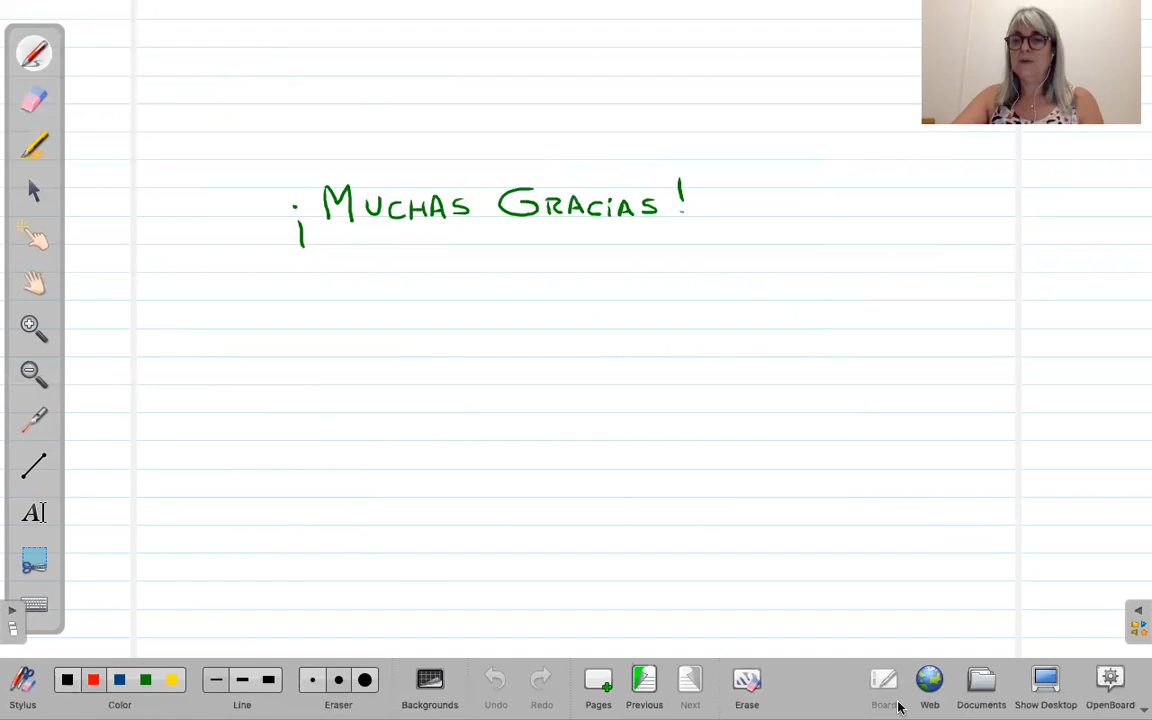 ¡MUCHAS GRACIAS!
AI
Stylus
Color
Line
Eraser
Backgrounds
Undo
Redo
Pages
Previous
Next
Erase
Board
Web
Documents
Show Desktop
OpenBoard